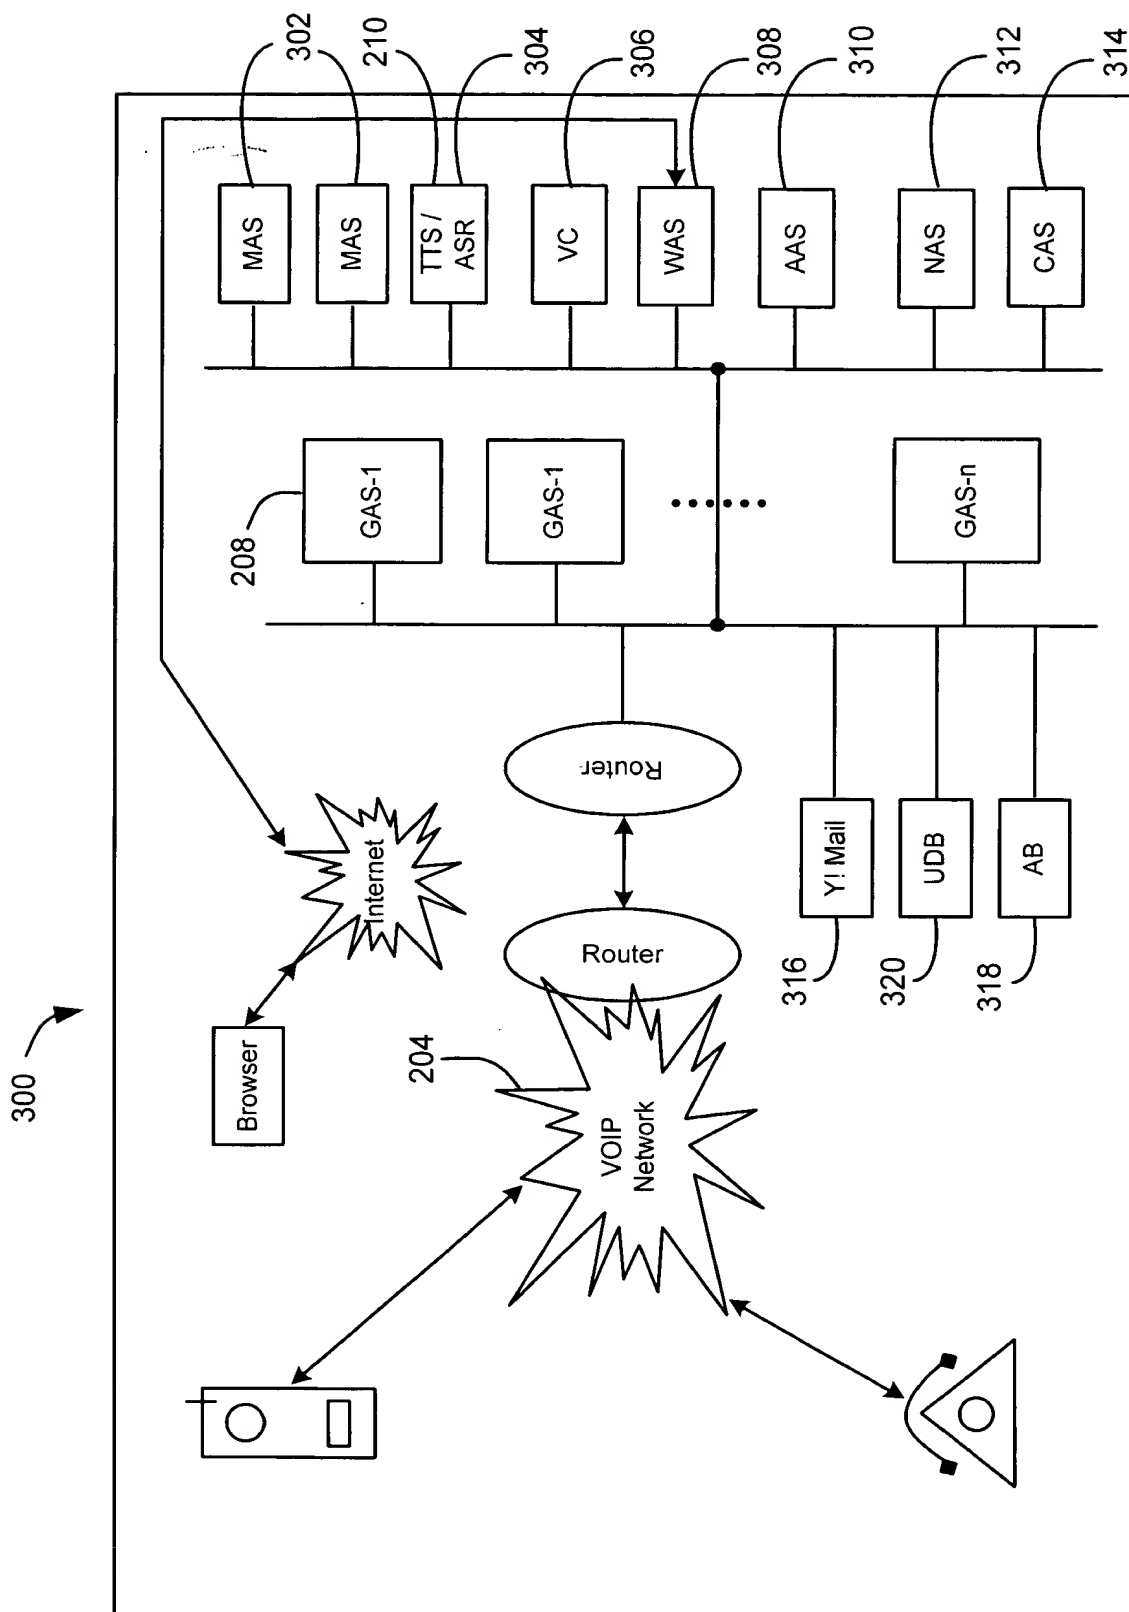 300
Browser
Internet
204
VOIP
Network
Router
Router
316
Y! Mail
320
UDB
318
AB
208
GAS-1
GAS-1
GAS-n
MAS
302
MAS
TTS /
ASR
210
304
VC
306
WAS
308
AAS
310
NAS
312
CAS
314